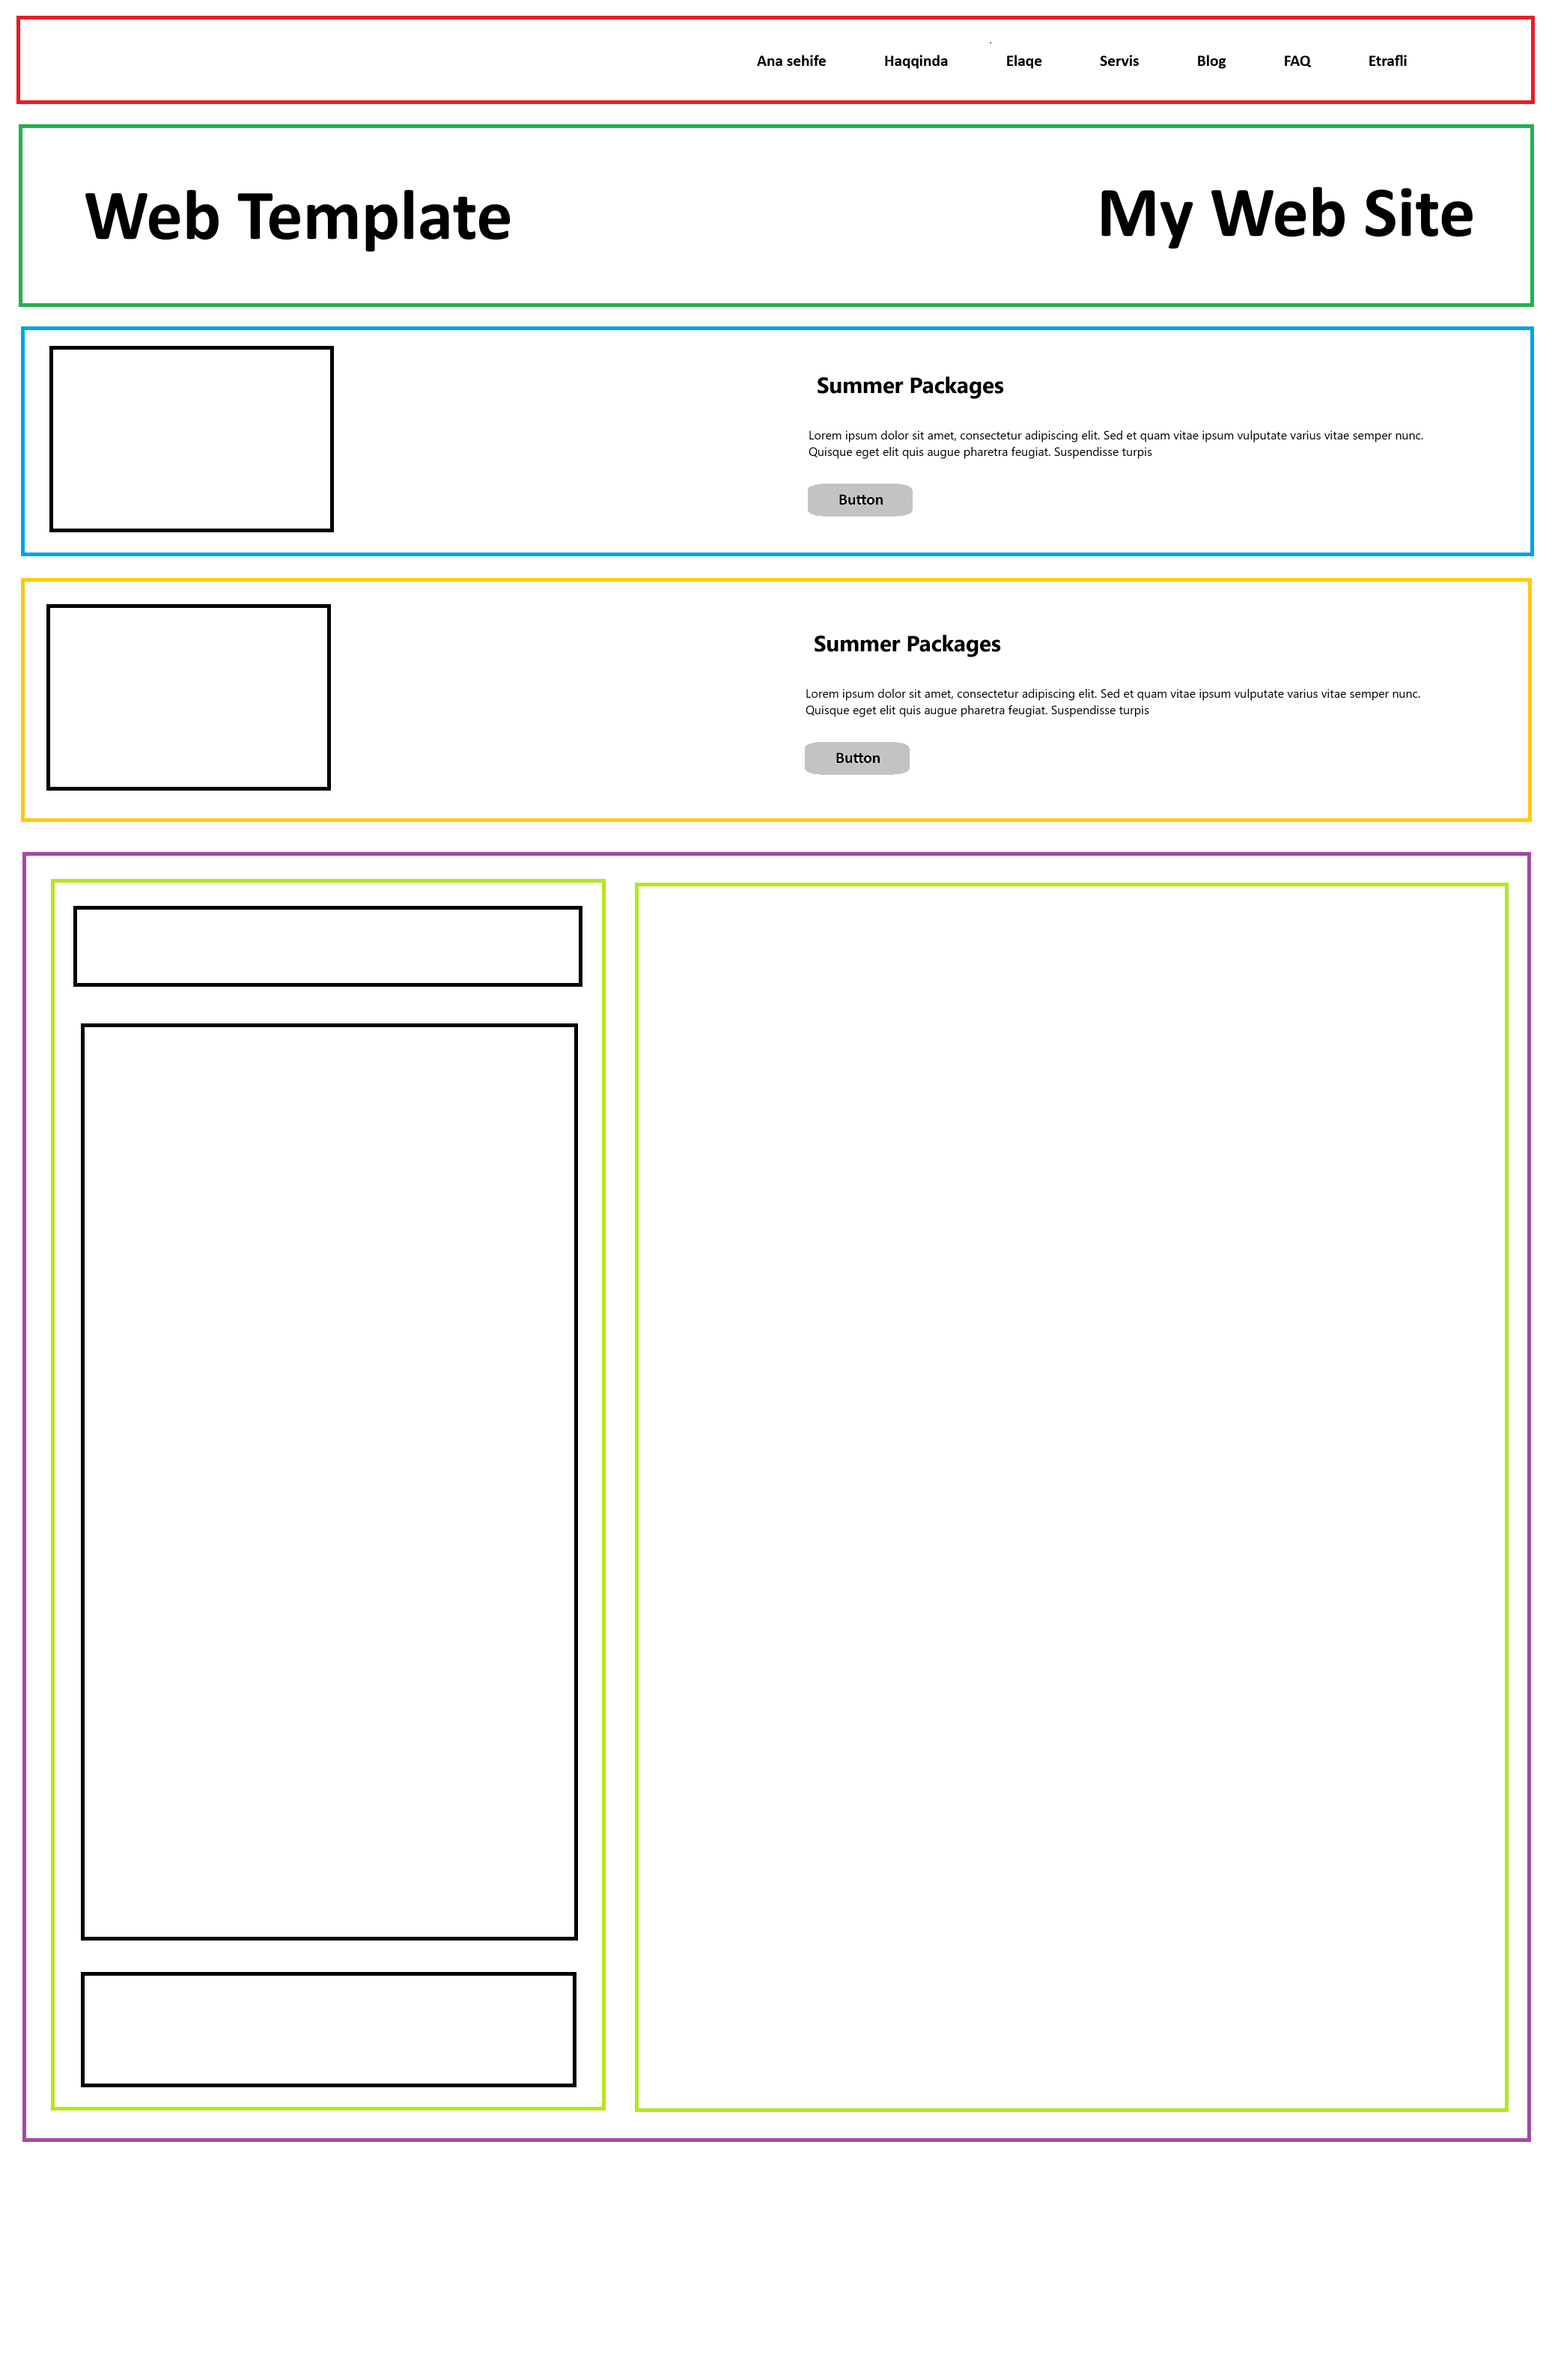 Ana sehife Haqqinda Elaqe Servis Blog FAQ Etrafli
Web Template My Web Site
Summer Packages
Lorem ipsum dolor sit amet, consectetur adipiscing elit. Sed et quam vitae ipsum vulputate varius vitae semper nunc.
Quisque eget elit quis augue pharetra feugiat. Suspendisse turpis
Button
Summer Packages
Lorem ipsum dolor sit amet, consectetur adipiscing elit. Sed et quam vitae ipsum vulputate varius vitae semper nunc.
Quisque eget elit quis augue pharetra feugiat. Suspendisse turpis
Button